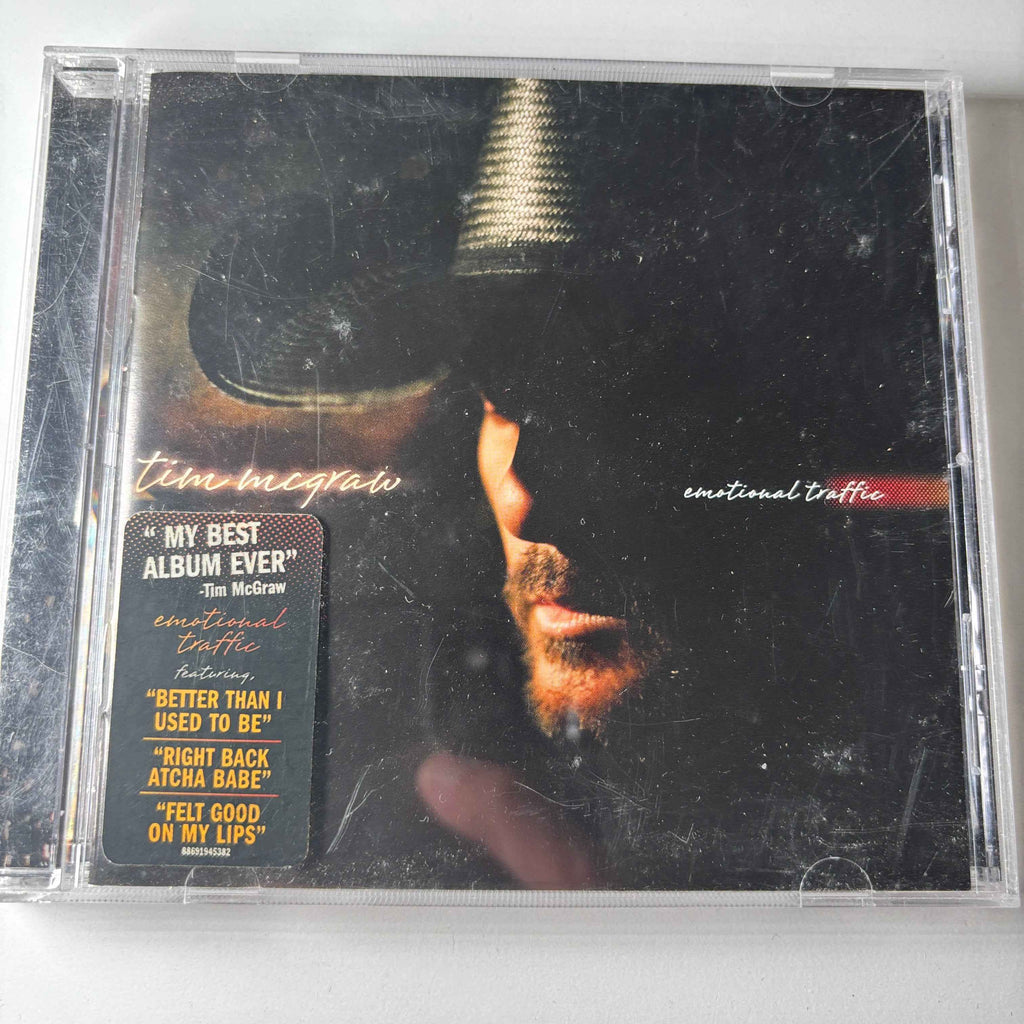 tim mcgraw
emotional traffic
“ MY BEST
ALBUM EVER”
-Tim McGraw
emotional
traffic
featuring,
“BETTER THAN I
USED TO BE”
“RIGHT BACK
ATCHA BABE”
“FELT GOOD
ON MY LIPS”
88691945382